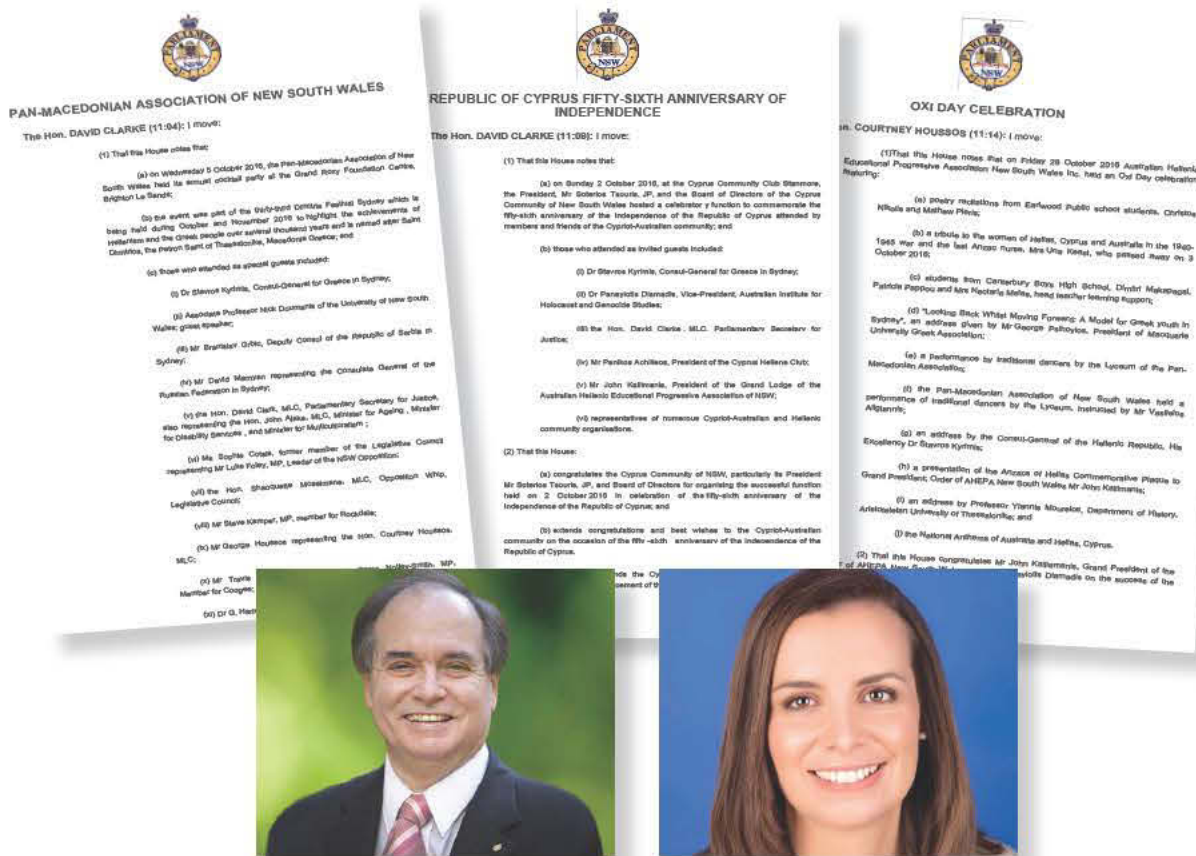 PARLIAMENT
NSW
PAN-MACEDONIAN ASSOCIATION OF NEW SOUTH WALES
The Hon. DAVID CLARKE (11:04): I move:
(1) That this House notes that:
(a) on Wednesday 5 October 2016, the Pan-Macedonian Association of New
South Wales held its annual cocktail party at the Grand Roxy Foundation Centre,
Brighton Le Sands;
(b) the event was part of the thirty-third Dimitria Festival Sydney which is
being held during October and November 2016 to highlight the achievements of
Hellenism and the Greek people over several thousand years and is named after Saint
Dimitrios, the Patron Saint of Thessaloniki, Macedonia Greece; and
(c) those who attended as special guests included:
(i) Dr Stavros Kyrimis, Consul-General for Greece in Sydney;
(ii) Associate Professor Nick Doumanis of the University of New South
Wales; guest speaker;
(iii) Mr Branislav Grbic, Deputy Consul of the Republic of Serbia in
Sydney;
(iv) Mr David Mamyan representing the Consulate General of the
Russian Federation in Sydney;
(v) the Hon. David Clark, MLC, Parliamentary Secretary for Justice,
also representing the Hon. John Ajaka, MLC, Minister for Ageing , Minister
for Disability Services , and Minister for Multiculturalism ;
(vi) Ms Sophie Cotsis, former member of the Legislative Council
representing Mr Luke Foley, MP, Leader of the NSW Opposition;
(vii) the Hon. Shaoquett Moselmane, MLC, Opposition Whip,
Legislative Council;
(viii) Mr Steve Kamper, MP, member for Rockdale;
(ix) Mr George Houssos representing the Hon. Courtney Houssos,
MLC;
(x) Mr Travis Notley-Smith, MP,
Member for Coogee;
(xi) Dr G.
PARLIAMENT
NSW
REPUBLIC OF CYPRUS FIFTY-SIXTH ANNIVERSARY OF
INDEPENDENCE
The Hon. DAVID CLARKE (11:09): I move:
(1) That this House notes that:
(a) on Sunday 2 October 2016, at the Cyprus Community Club Stanmore,
the President, Mr Soterios Tsouris, JP, and the Board of Directors of the Cyprus
Community of New South Wales hosted a celebrator y function to commemorate the
fifty-sixth anniversary of the Independence of the Republic of Cyprus attended by
members and friends of the Cypriot-Australian community; and
(b) those who attended as invited guests included:
(i) Dr Stavros Kyrimis, Consul-General for Greece in Sydney;
(ii) Dr Panayiotis Diamadis, Vice-President, Australian Institute for
Holocaust and Genocide Studies;
(iii) the Hon. David Clarke , MLC, Parliamentary Secretary for
Justice;
(iv) Mr Panikos Achilleos, President of the Cyprus Hellene Club;
(v) Mr John Kallimanis, President of the Grand Lodge of the
Australian Hellenic Educational Progressive Association of NSW;
(vi) representatives of numerous Cypriot-Australian and Hellenic
community organisations.
(2) That this House:
(a) congratulates the Cyprus Community of NSW, particularly its President
Mr Soterios Tsouris, JP, and Board of Directors for organising the successful function
held on 2 October 2016 in celebration of the fifty-sixth anniversary of the
Independence of the Republic of Cyprus; and
(b) extends congratulations and best wishes to the Cypriot-Australian
community on the occasion of the fifty -sixth anniversary of the Independence of the
Republic of Cyprus.
PARLIAMENT
NSW
OXI DAY CELEBRATION
n. COURTNEY HOUSSOS (11:14): I move:
(1)That this House notes that on Friday 28 October 2016 Australian Hellenic
Educational Progressive Association New South Wales Inc. held an Oxi Day celebration
featuring:
(a) poetry recitations from Earlwood Public school students,
Nikolis and Mathew Pleris;
(b) a tribute to the women of Hellas, Cyprus and Australia in the 1940-
1945 war and the last Anzac nurse, Mrs Una Keast, who passed away on 3
October 2016;
(c) students from Canterbury Boys High School, Dimitri
Patricia Pappou and Mrs Nectaria head teacher learning support;
(d) "Looking Back Whilst Moving Forward: A Model for Greek youth in
Sydney", an address given by Mr George President of Macquarie
University Greek Association;
(e) a performance by traditional dancers by the Lyceum of the Pan-
Macedonian Association;
(f) the Pan-Macedonian Association of New South Wales held a
performance of traditional dancers by the Lyceum, instructed by Mr Vasileios
Aligiannis;
(g) an address by the Consul-General of the Hellenic Republic, His
Excellency Dr Stavros Kyrimis;
(h) a presentation of the Anzacs of Hellas Commemorative Plaque to
Grand President, Order of AHEPA New South Wales Mr John Kallimanis;
(i) an address by Professor Yiannis Mourelos, Department of History,
Aristotelian University of Thessaloniki; and
(j) the National Anthems of Australia and Hellas, Cyprus.
(2) That this House congratulates Mr John Kallimanis, Grand President of the
of AHEPA New South Diamadis on the success of the